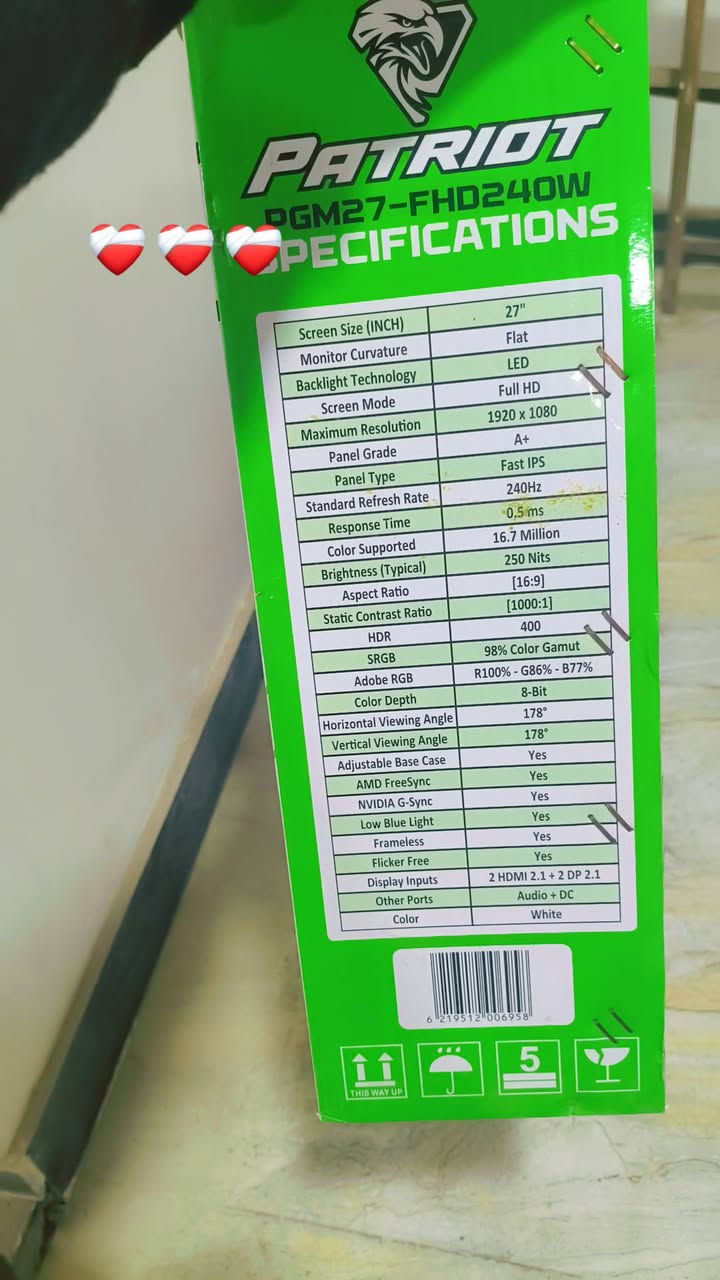 PATRIOT
PGM27-FHD240W
SPECIFICATIONS
Screen Size (INCH) 27"
Monitor Curvature Flat
Backlight Technology LED
Screen Mode Full HD
Maximum Resolution 1920 x 1080
Panel Grade A+
Panel Type Fast IPS
Standard Refresh Rate 240Hz
Response Time 0.5 ms
Color Supported 16.7 Million
Brightness (Typical) 250 Nits
Aspect Ratio [16:9]
Static Contrast Ratio [1000:1]
HDR 400
SRGB 98% Color Gamut
Adobe RGB R100% - G86% - B77%
Color Depth 8-Bit
Horizontal Viewing Angle 178°
Vertical Viewing Angle 178°
Adjustable Base Case Yes
AMD FreeSync Yes
NVIDIA G-Sync Yes
Low Blue Light Yes
Frameless Yes
Flicker Free Yes
Display Inputs 2 HDMI 2.1 + 2 DP 2.1
Other Ports Audio + DC
Color White
6 219512 006958
5
THIS WAY UP